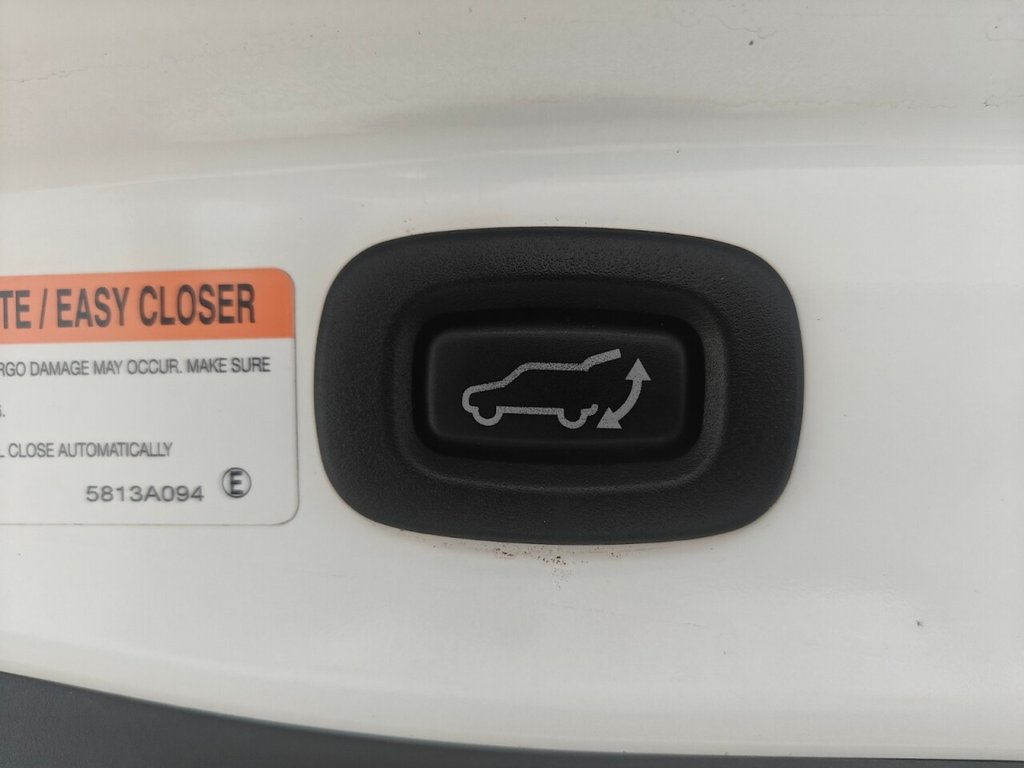 TE / EASY CLOSER
RGO DAMAGE MAY OCCUR. MAKE SURE
CLOSE AUTOMATICALLY
5813A094 E